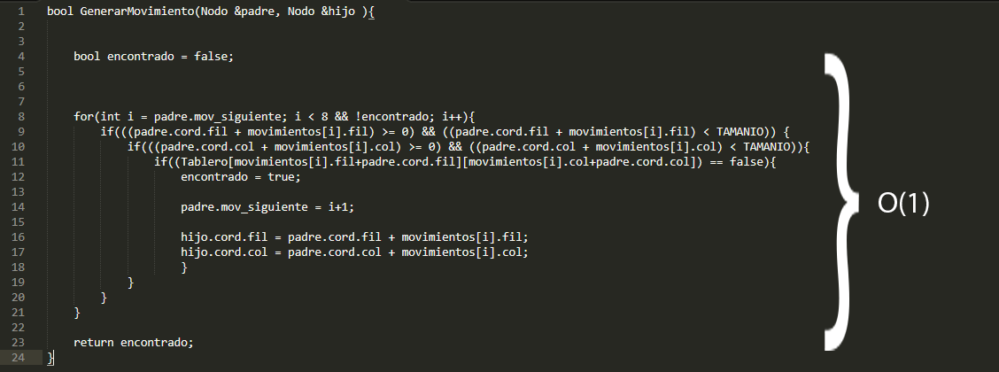 1 bool GenerarMovimiento(Nodo &padre, Nodo &hijo ){
2
3
4 bool encontrado = false;
5
6
7
8 for(int i = padre.mov_siguiente; i < 8 && !encontrado; i++){
9 if(((padre.cord.fil + movimientos[i].fil) >= 0) && ((padre.cord.fil + movimientos[i].fil) < TAMANIO)) {
10 if(((padre.cord.col + movimientos[i].col) >= 0) && ((padre.cord.col + movimientos[i].col) < TAMANIO)){
11 if((Tablero[movimientos[i].fil+padre.cord.fil][movimientos[i].col+padre.cord.col]) == false){
12 encontrado = true;
13
14 padre.mov_siguiente = i+1;
15
16 hijo.cord.fil = padre.cord.fil + movimientos[i].fil;
17 hijo.cord.col = padre.cord.col + movimientos[i].col;
18 }
19 }
20 }
21 }
22
23 return encontrado;
24 }
} O(1)